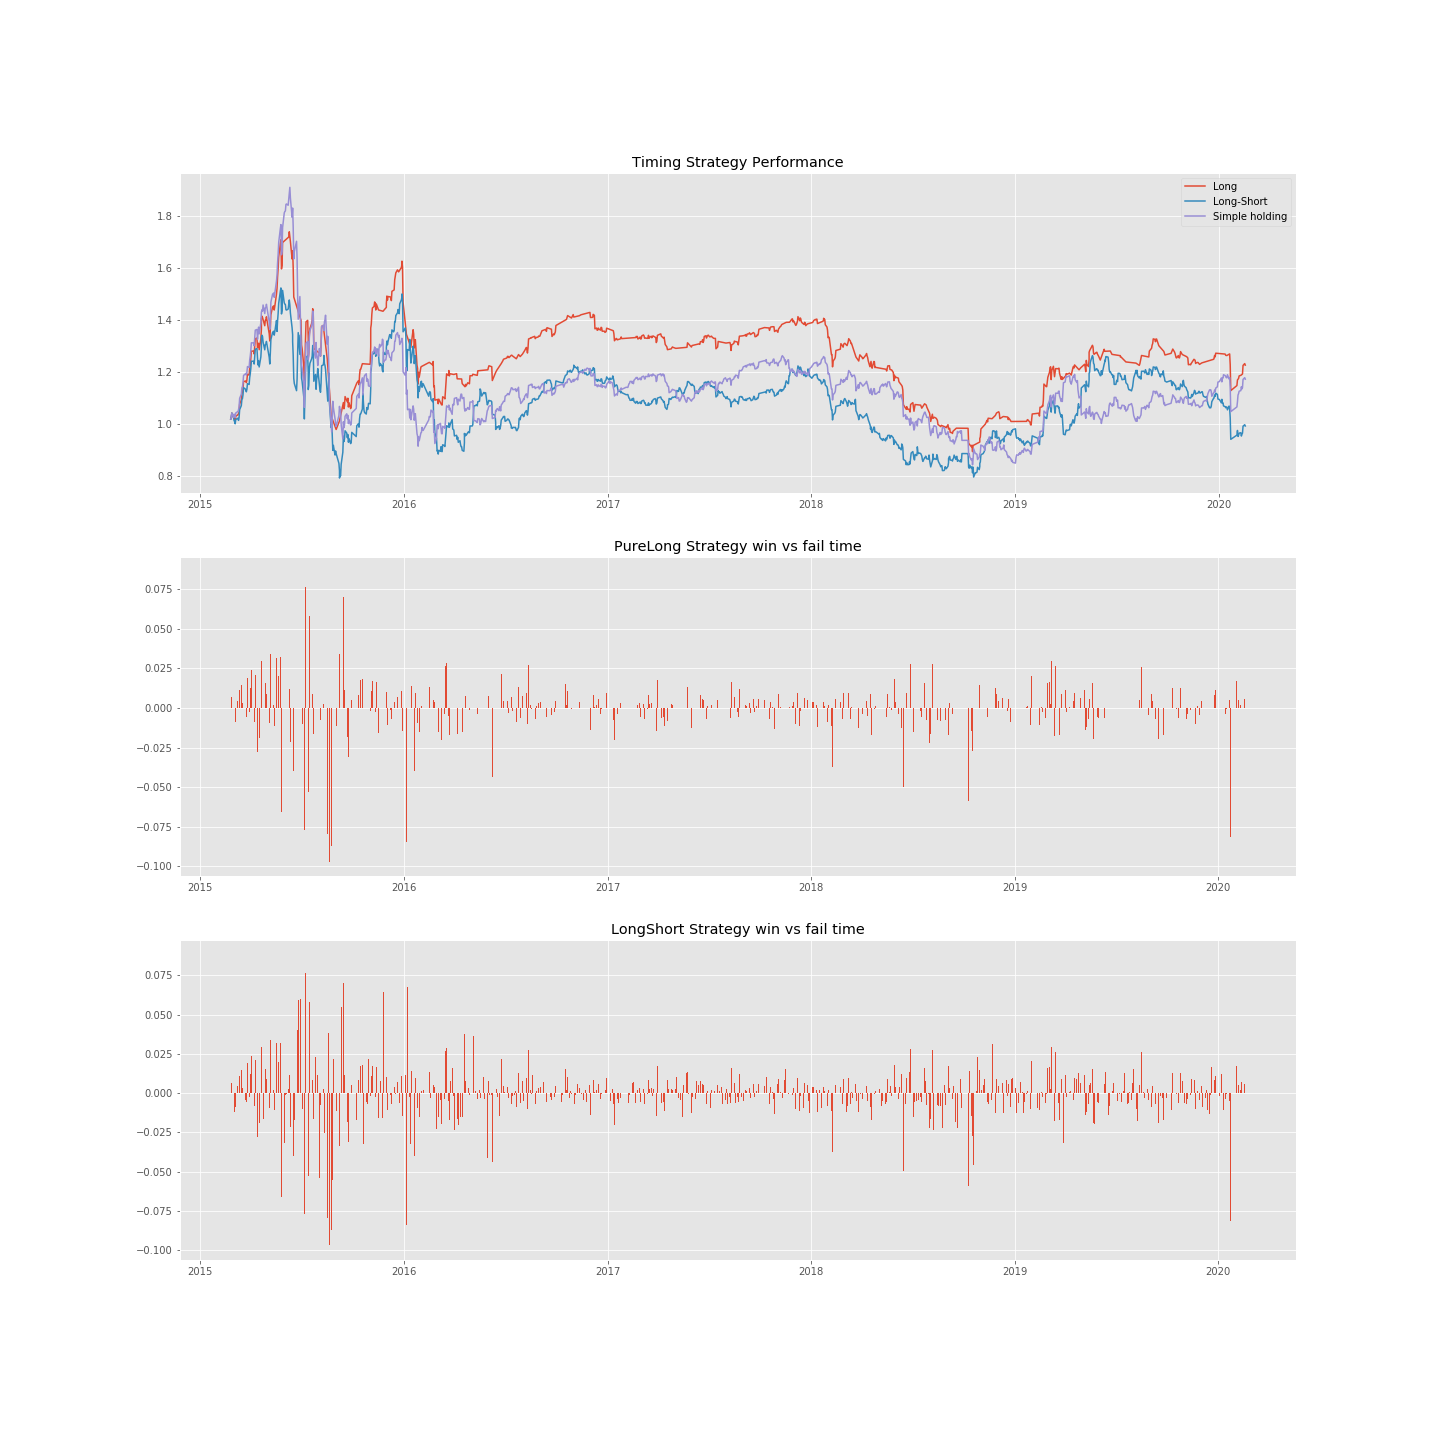 Timing Strategy Performance
Long
Long-Short
Simple holding
1.8
1.6
1.4
1.2
1.0
0.8
2015 2016 2017 2018 2019 2020
PureLong Strategy win vs fail time
0.075
0.050
0.025
0.000
−0.025
−0.050
−0.075
−0.100
2015 2016 2017 2018 2019 2020
LongShort Strategy win vs fail time
0.075
0.050
0.025
0.000
−0.025
−0.050
−0.075
−0.100
2015 2016 2017 2018 2019 2020